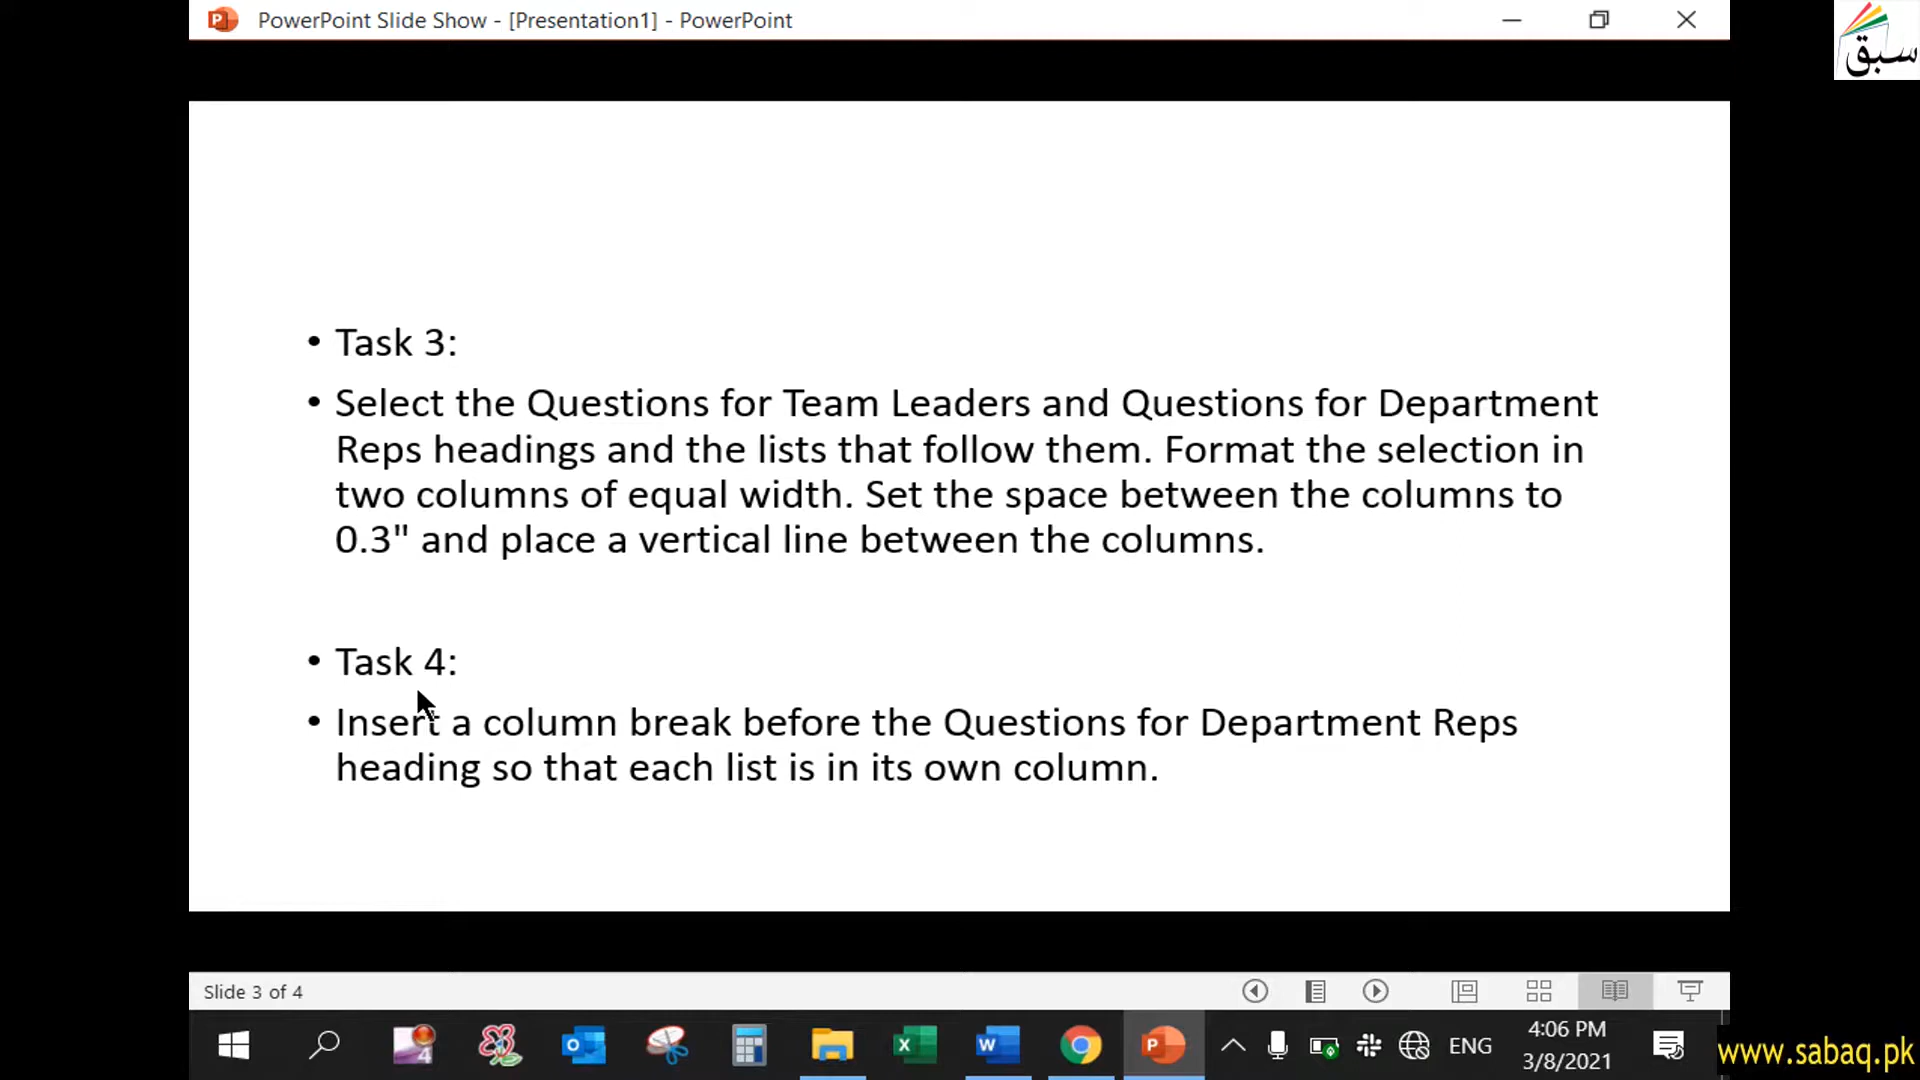 PowerPoint Slide Show - [Presentation1] - PowerPoint
سبق
• Task 3:
• Select the Questions for Team Leaders and Questions for Department
Reps headings and the lists that follow them. Format the selection in
two columns of equal width. Set the space between the columns to
0.3" and place a vertical line between the columns.
• Task 4:
• Insert a column break before the Questions for Department Reps
heading so that each list is in its own column.
Slide 3 of 4
4:06 PM
ENG
3/8/2021
www.sabaq.pk